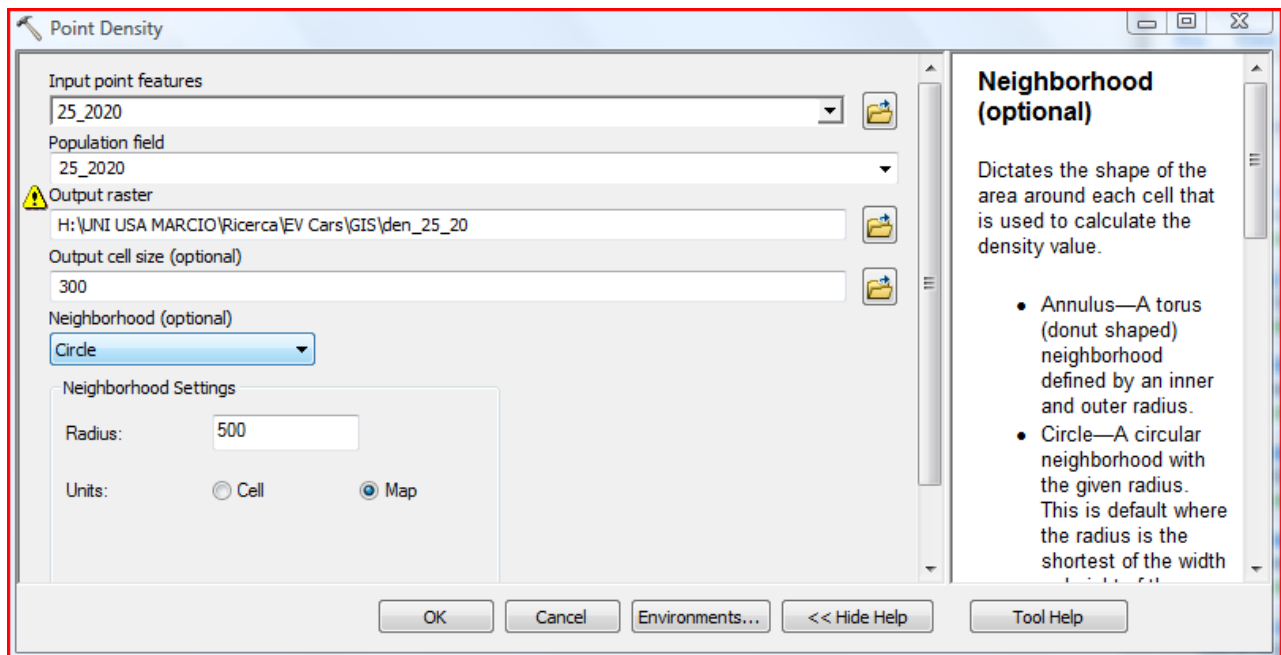 Point Density
Input point features
25_2020
Population field
25_2020
Output raster
H:\UNI USA MARCIO\Ricerca\EV Cars\GIS\den_25_20
Output cell size (optional)
300
Neighborhood (optional)
Circle
Neighborhood Settings
Radius:
500
Units:
Cell
Map
Neighborhood
(optional)
Dictates the shape of the
area around each cell that
is used to calculate the
density value.
• Annulus—A torus
(donut shaped)
neighborhood
defined by an inner
and outer radius.
• Circle—A circular
neighborhood with
the given radius.
This is default where
the radius is the
shortest of the width
OK
Cancel
Environments...
<< Hide Help
Tool Help